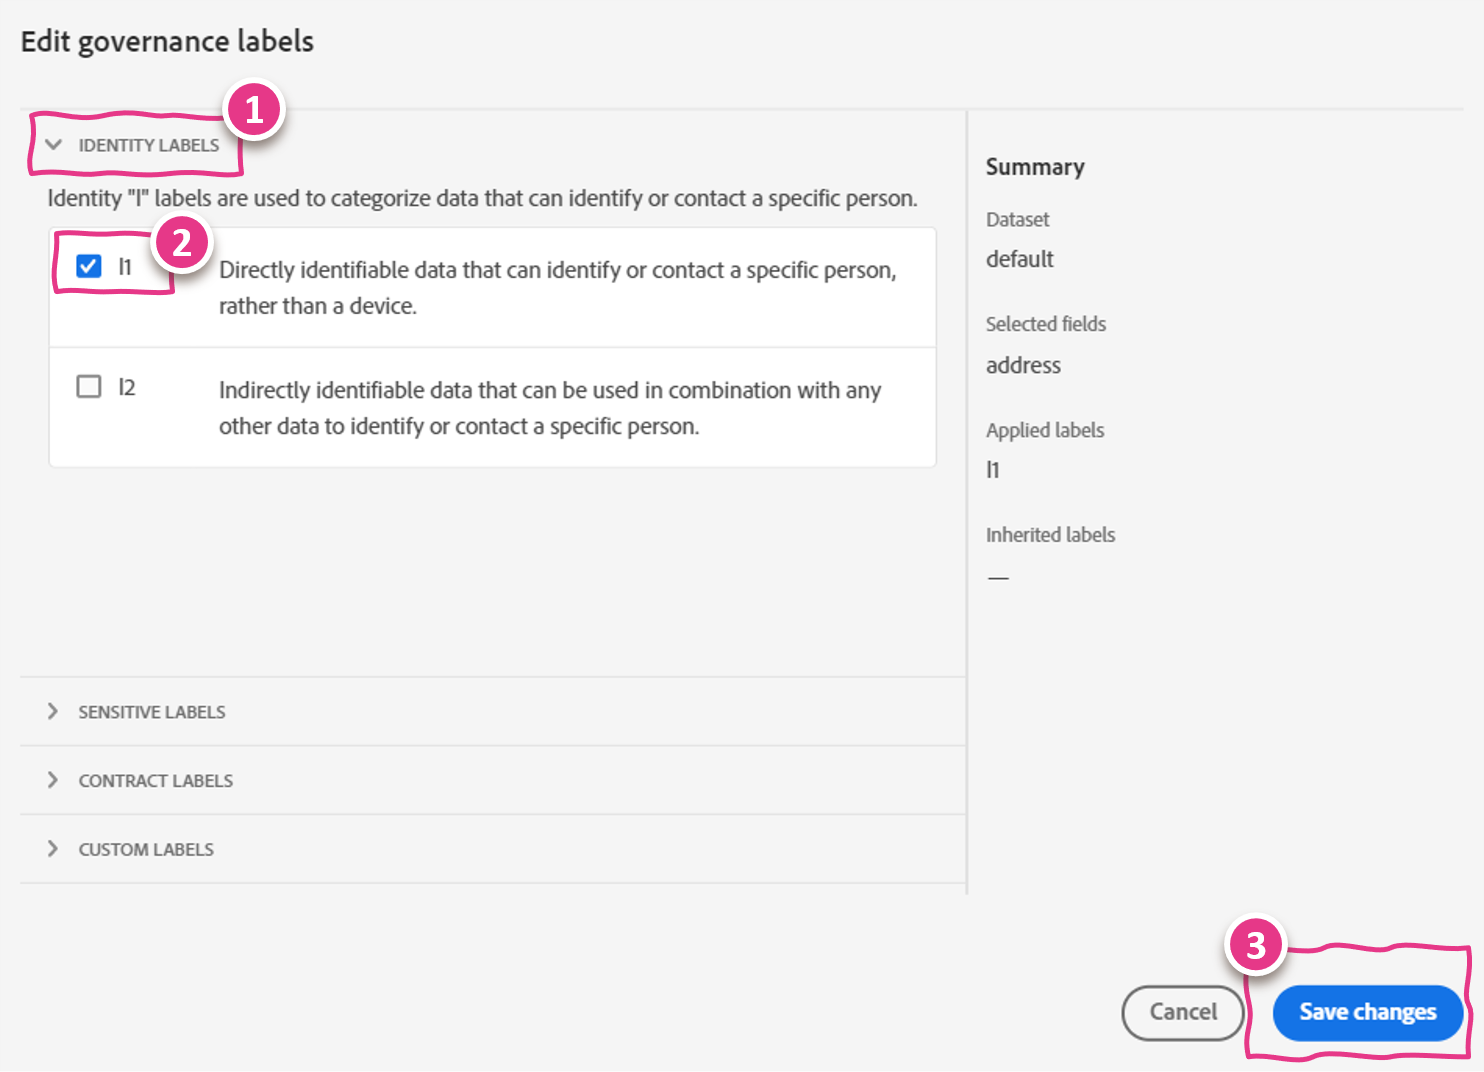 Edit governance labels
1
IDENTITY LABELS
Identity "I" labels are used to categorize data that can identify or contact a specific person.
2
I1
Directly identifiable data that can identify or contact a specific person,
rather than a device.
I2
Indirectly identifiable data that can be used in combination with any
other data to identify or contact a specific person.
SENSITIVE LABELS
CONTRACT LABELS
CUSTOM LABELS
Summary
Dataset
default
Selected fields
address
Applied labels
I1
Inherited labels
—
3
Cancel
Save changes